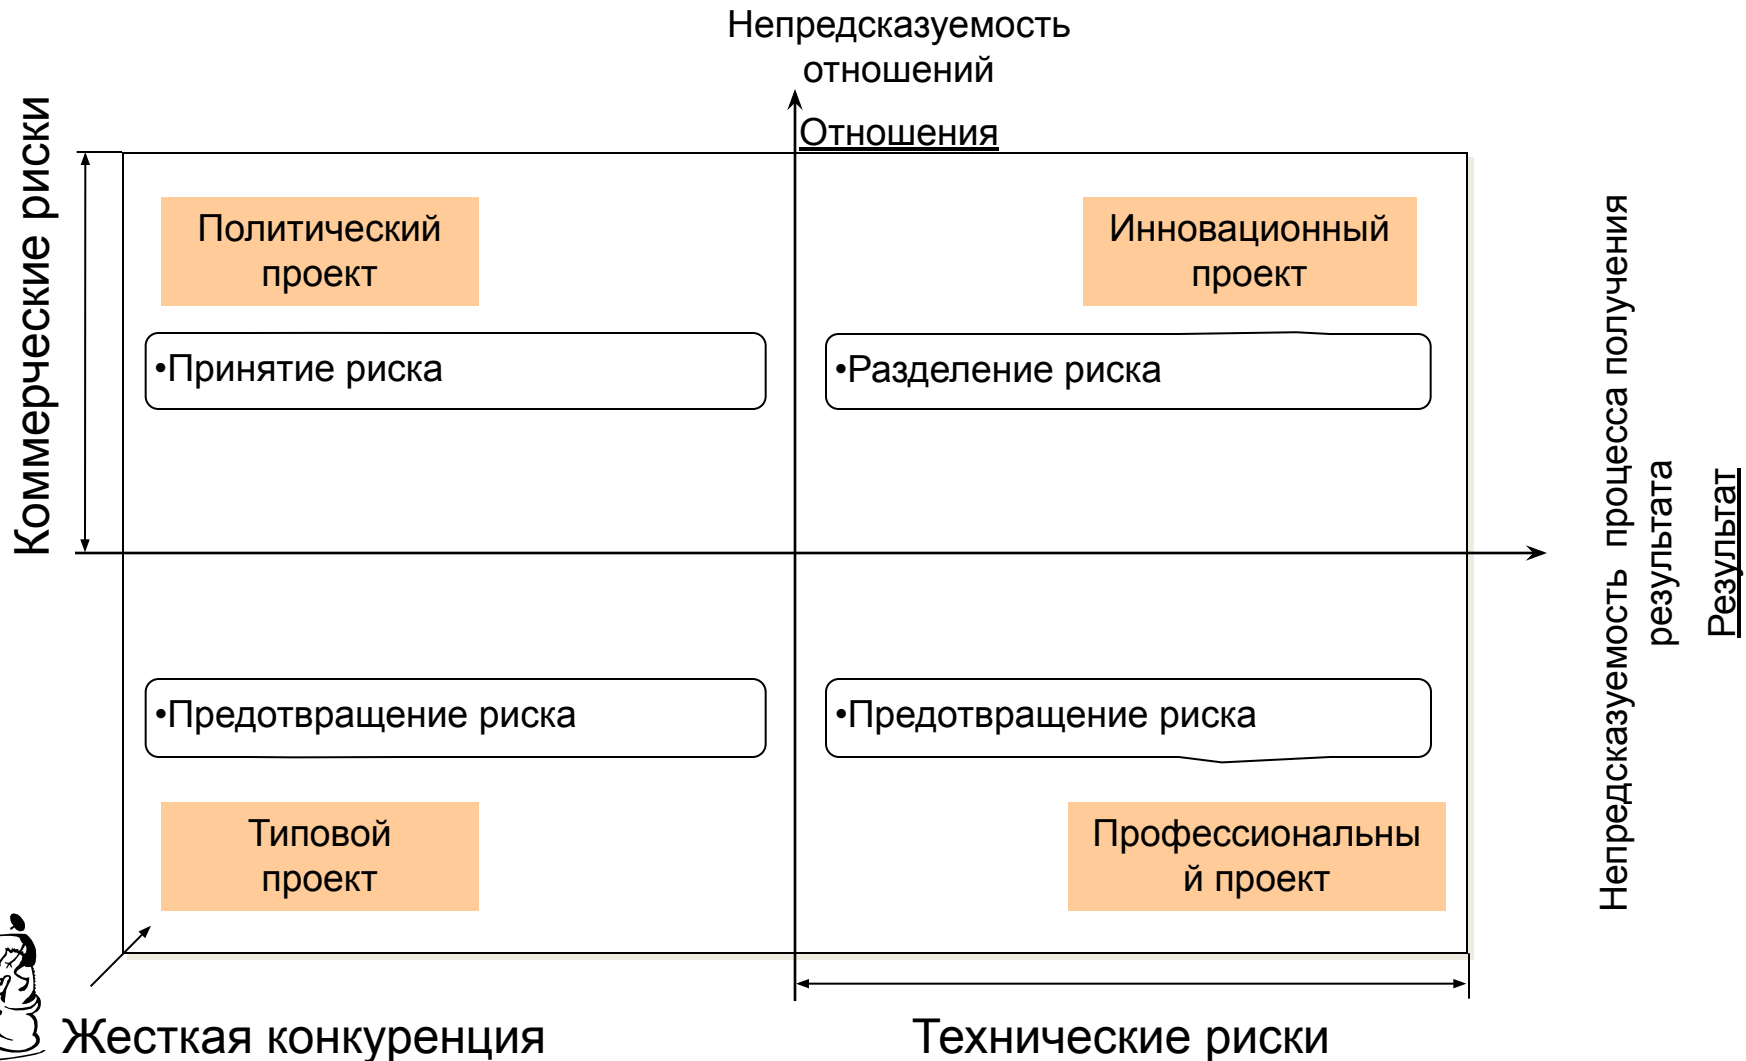 Непредсказуемость
отношений
Отношения
Коммерческие риски
Политический
проект
Инновационный
проект
•Принятие риска
•Разделение риска
Непредсказуемость процесса получения
результата
Результат
•Предотвращение риска
•Предотвращение риска
Типовой
проект
Профессиональны
й проект
Жесткая конкуренция
Технические риски